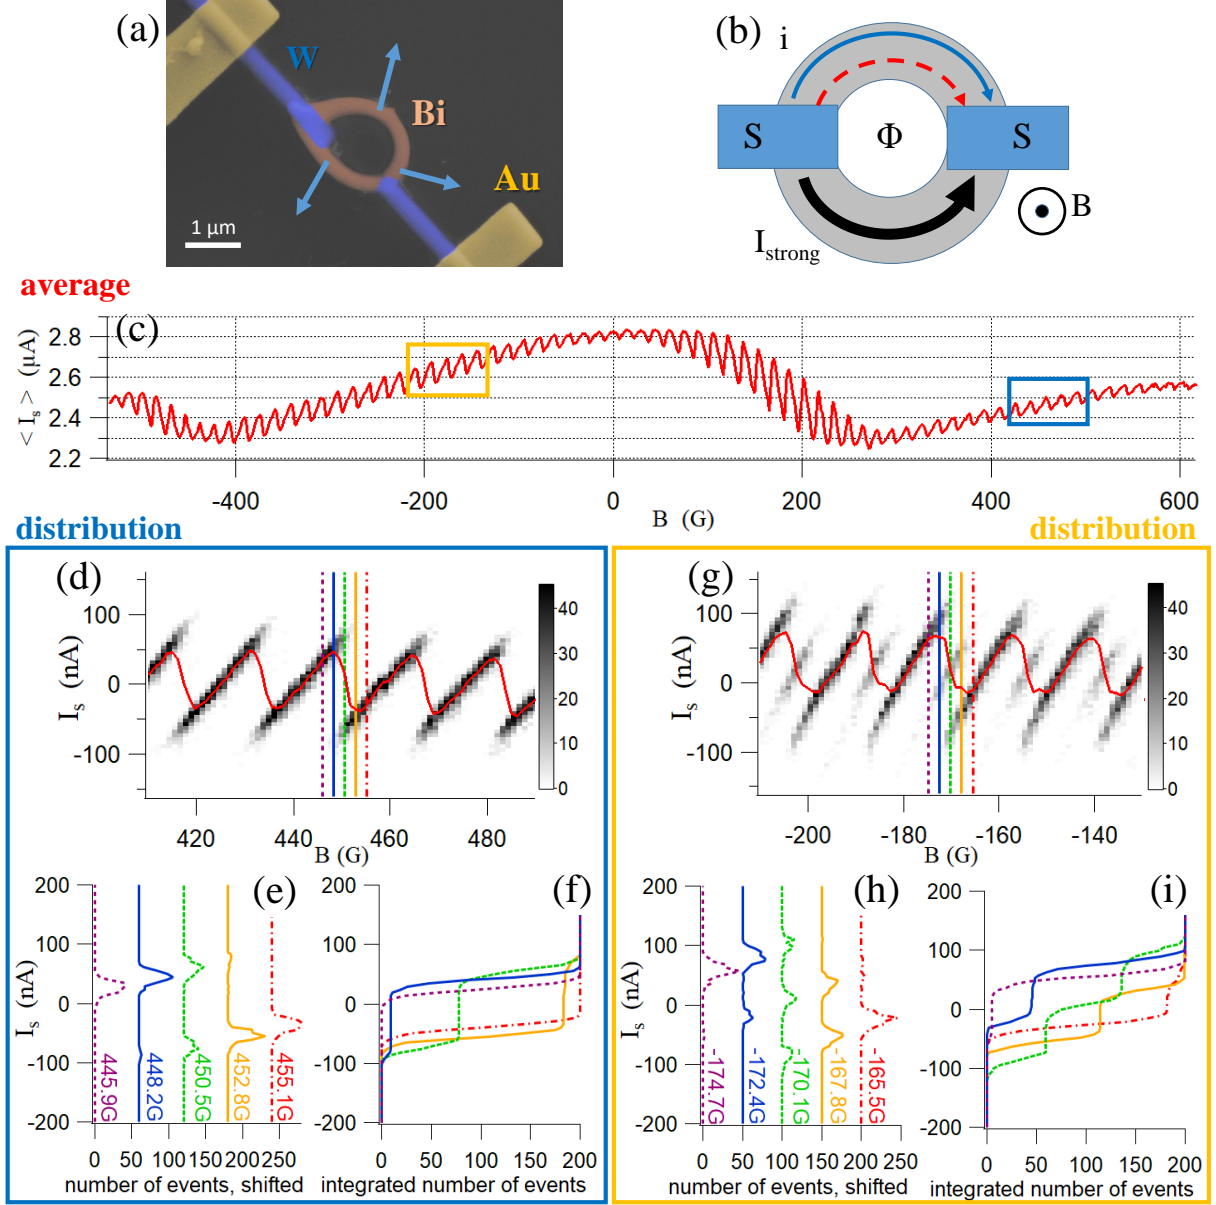 (a)
W
Bi
Au
1 μm
(b)
i
S
Φ
S
B
I strong
average
(c)
< I s > (μA)
2.8
2.6
2.4
2.2
-400
-200
0
200
400
600
B (G)
distribution
distribution
(d)
I s (nA)
100
0
-100
40
30
20
10
0
420
440
460
480
B (G)
(g)
I s (nA)
100
0
-100
40
30
20
10
0
-200
-180
-160
-140
B (G)
(e)
I s (nA)
200
100
0
-100
-200
445.9G
448.2G
450.5G
452.8G
455.1G
0 50 100 150 200 250
number of events, shifted
(f)
200
100
0
-100
-200
0 50 100 150 200
integrated number of events
(h)
I s (nA)
200
100
0
-100
-200
-174.7G
-172.4G
-170.1G
-167.8G
-165.5G
0 50 100 150 200 250
number of events, shifted
(i)
200
100
0
-100
-200
0 50 100 150 200
integrated number of events